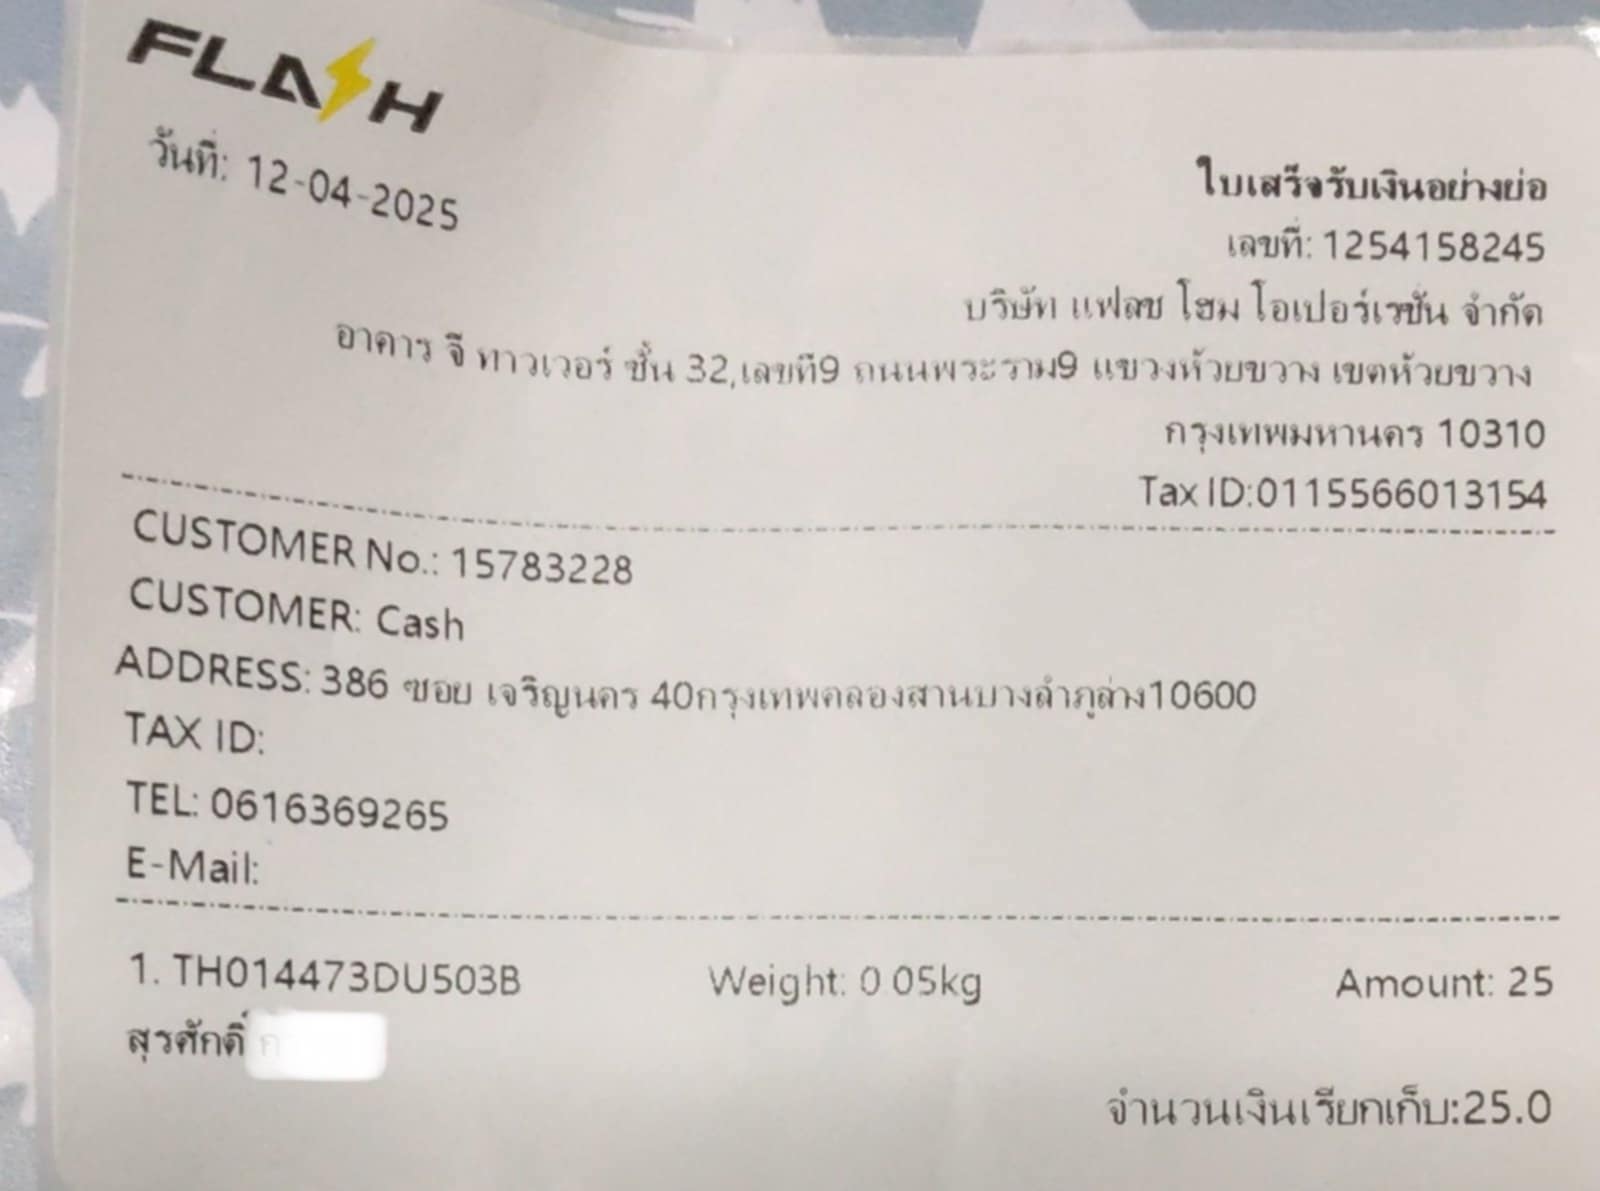 FLASH
วันที่: 12-04-2025
ใบเสร็จรับเงินอย่างย่อ
เลขที่: 1254158245
บริษัท แฟลช โฮม โอเปอร์เรชั่น จำกัด
อาคาร จี ทาวเวอร์ ชั้น 32,เลขที่9 ถนนพระราม9 แขวงห้วยขวาง เขตห้วยขวาง
กรุงเทพมหานคร 10310
Tax ID:0115566013154
CUSTOMER No.: 15783228
CUSTOMER: Cash
ADDRESS: 386 ซอย เจริญนคร 40กรุงเทพคลองสานบางลำภูล่าง10600
TAX ID:
TEL: 0616369265
E-Mail:
1. TH014473DU503B Weight: 0.05kg Amount: 25
สุรศักดิ์
จำนวนเงินเรียกเก็บ:25.0